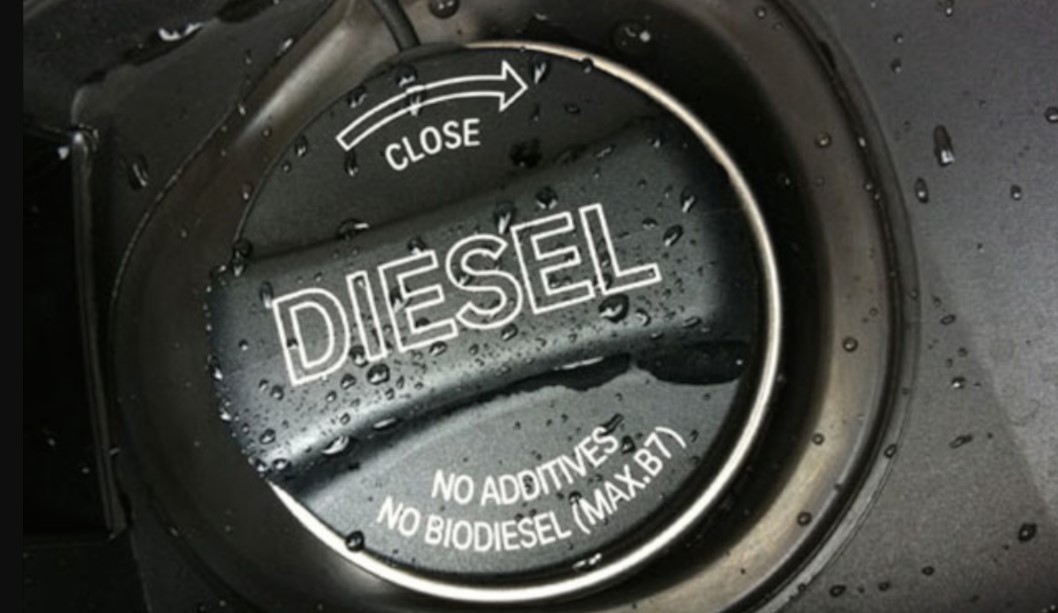 CLOSE
DIESEL
NO ADDITIVES
NO BIODIESEL (MAX.B7)